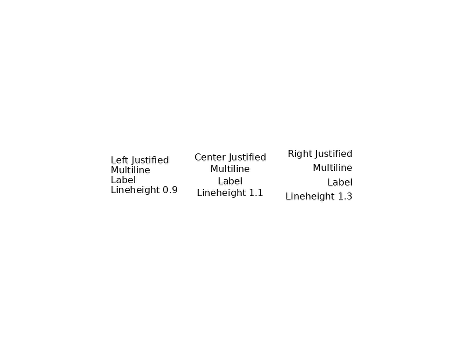 Left Justified
Multiline
Label
Lineheight 0.9
Center Justified
Multiline
Label
Lineheight 1.1
Right Justified
Multiline
Label
Lineheight 1.3